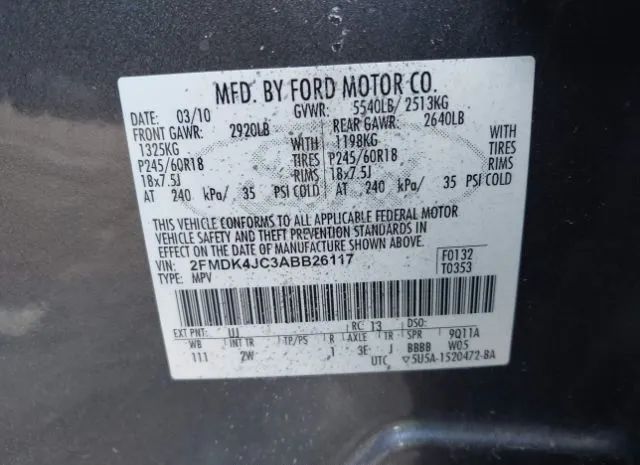 MFD. BY FORD MOTOR CO.
DATE: 03/10 GVWR: 5540LB/ 2513KG
FRONT GAWR: 2920LB REAR GAWR: 2640LB
1325KG WITH 1198KG WITH
P245/60R18 TIRES P245/60R18 TIRES
18x7.5J RIMS 18x7.5J RIMS
AT 240 kPa/ 35 PSI COLD AT 240 kPa/ 35 PSI COLD
THIS VEHICLE CONFORMS TO ALL APPLICABLE FEDERAL MOTOR
VEHICLE SAFETY AND THEFT PREVENTION STANDARDS IN
EFFECT ON THE DATE OF MANUFACTURE SHOWN ABOVE.
VIN: 2FMDK4JC3ABB26117 F0132
TYPE: MPV T0353
EXT PNT: UJ RC: 13 DSO:
WB INT TR TP/PS R AXLE TR SPR 9Q11A
111 2W 1 3E J BBBB W05
UTC ▽5U5A-1520472-BA